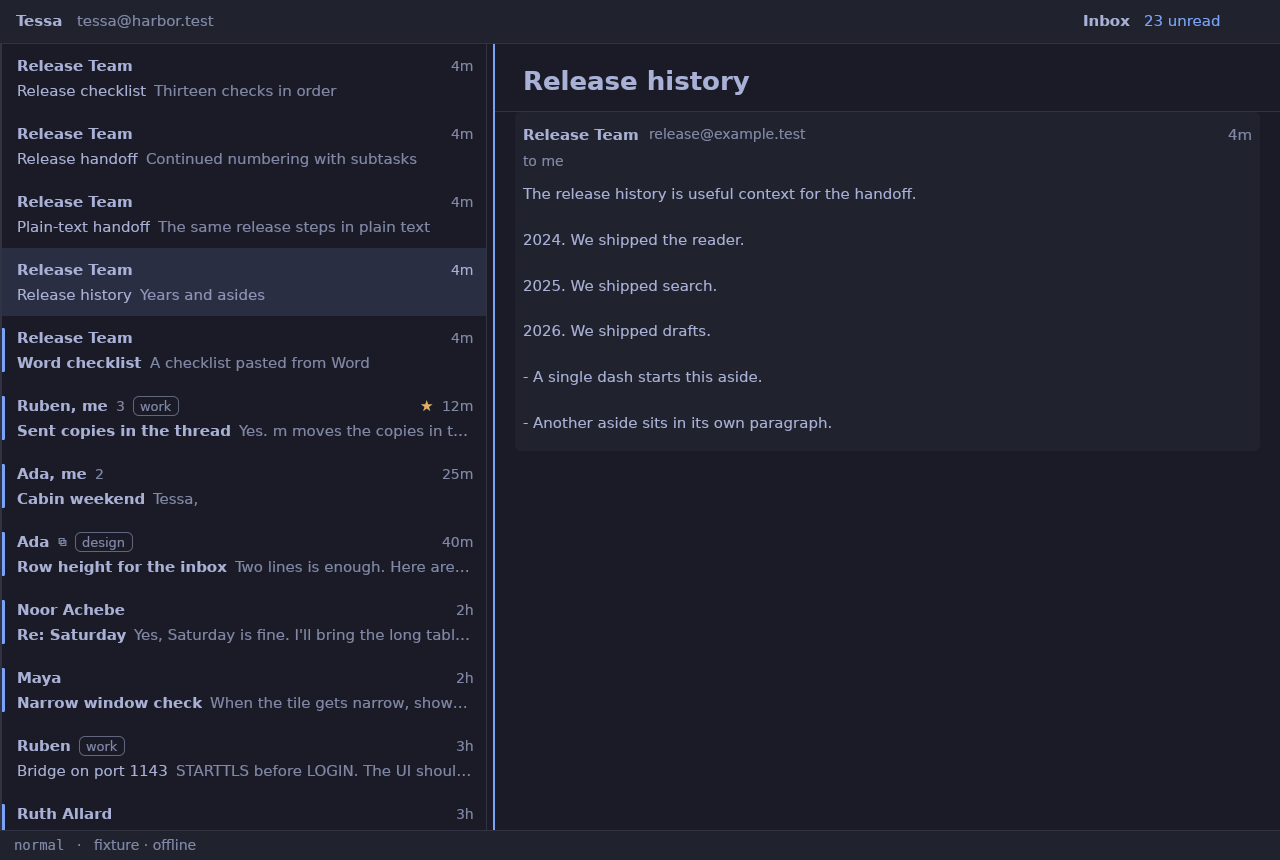 Tessa tessa@harbor.test Inbox 23 unread
Release Team 4m
Release checklist Thirteen checks in order
Release Team 4m
Release handoff Continued numbering with subtasks
Release Team 4m
Plain-text handoff The same release steps in plain text
Release Team 4m
Release history Years and asides
Release Team 4m
Word checklist A checklist pasted from Word
Ruben, me 3 work ★ 12m
Sent copies in the thread Yes. m moves the copies in t…
Ada, me 2 25m
Cabin weekend Tessa,
Ada ⧉ design 40m
Row height for the inbox Two lines is enough. Here are…
Noor Achebe 2h
Re: Saturday Yes, Saturday is fine. I'll bring the long tabl…
Maya 2h
Narrow window check When the tile gets narrow, show…
Ruben work 3h
Bridge on port 1143 STARTTLS before LOGIN. The UI shoul…
Ruth Allard 3h
Release history
Release Team release@example.test 4m
to me
The release history is useful context for the handoff.
2024. We shipped the reader.
2025. We shipped search.
2026. We shipped drafts.
- A single dash starts this aside.
- Another aside sits in its own paragraph.
normal · fixture · offline